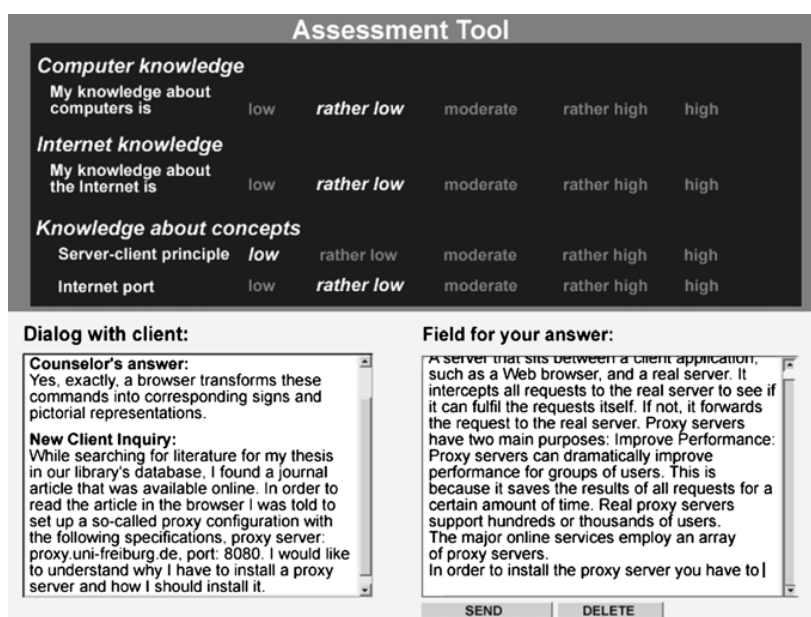 Assessment Tool
Computer knowledge
My knowledge about
computers is low rather low moderate rather high high
Internet knowledge
My knowledge about
the Internet is low rather low moderate rather high high
Knowledge about concepts
Server-client principle low rather low moderate rather high high
Internet port low rather low moderate rather high high
Dialog with client:
Counselor's answer:
Yes, exactly, a browser transforms these
commands into corresponding signs and
pictorial representations.
New Client Inquiry:
While searching for literature for my thesis
in our library's database, I found a journal
article that was available online. In order to
read the article in the browser I was told to
set up a so-called proxy configuration with
the following specifications, proxy server:
proxy.uni-freiburg.de, port: 8080. I would like
to understand why I have to install a proxy
server and how I should install it.
Field for your answer:
A server that sits between a client application,
such as a Web browser, and a real server. It
intercepts all requests to the real server to see if
it can fulfil the requests itself. If not, it forwards
the request to the real server. Proxy servers
have two main purposes: Improve Performance:
Proxy servers can dramatically improve
performance for groups of users. This is
because it saves the results of all requests for a
certain amount of time. Real proxy servers
support hundreds or thousands of users.
The major online services employ an array
of proxy servers.
In order to install the proxy server you have to
SEND DELETE